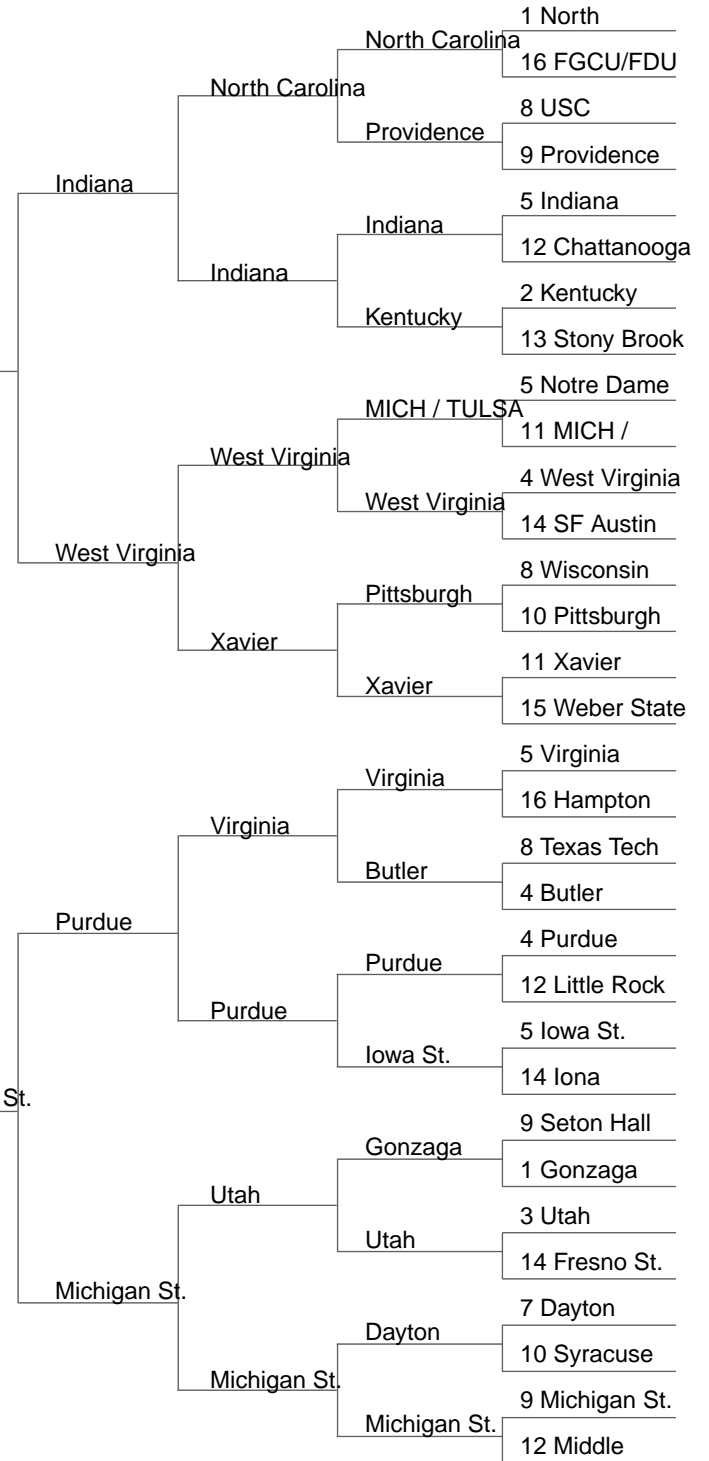 1 North
North Carolina
16 FGCU/FDU
North Carolina
8 USC
Providence
9 Providence
Indiana
5 Indiana
Indiana
12 Chattanooga
Indiana
2 Kentucky
Kentucky
13 Stony Brook
5 Notre Dame
MICH / TULSA
11 MICH /
West Virginia
4 West Virginia
West Virginia
14 SF Austin
West Virginia
8 Wisconsin
Pittsburgh
10 Pittsburgh
Xavier
11 Xavier
Xavier
15 Weber State
5 Virginia
Virginia
16 Hampton
Virginia
8 Texas Tech
Butler
4 Butler
Purdue
4 Purdue
Purdue
12 Little Rock
Purdue
5 Iowa St.
Iowa St.
14 Iona
St.
9 Seton Hall
Gonzaga
1 Gonzaga
Utah
3 Utah
Utah
14 Fresno St.
Michigan St.
7 Dayton
Dayton
10 Syracuse
Michigan St.
9 Michigan St.
Michigan St.
12 Middle